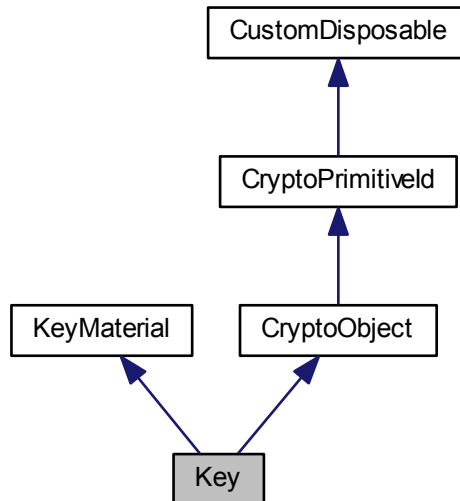 CustomDisposable
CryptoPrimitiveId
KeyMaterial
CryptoObject
Key